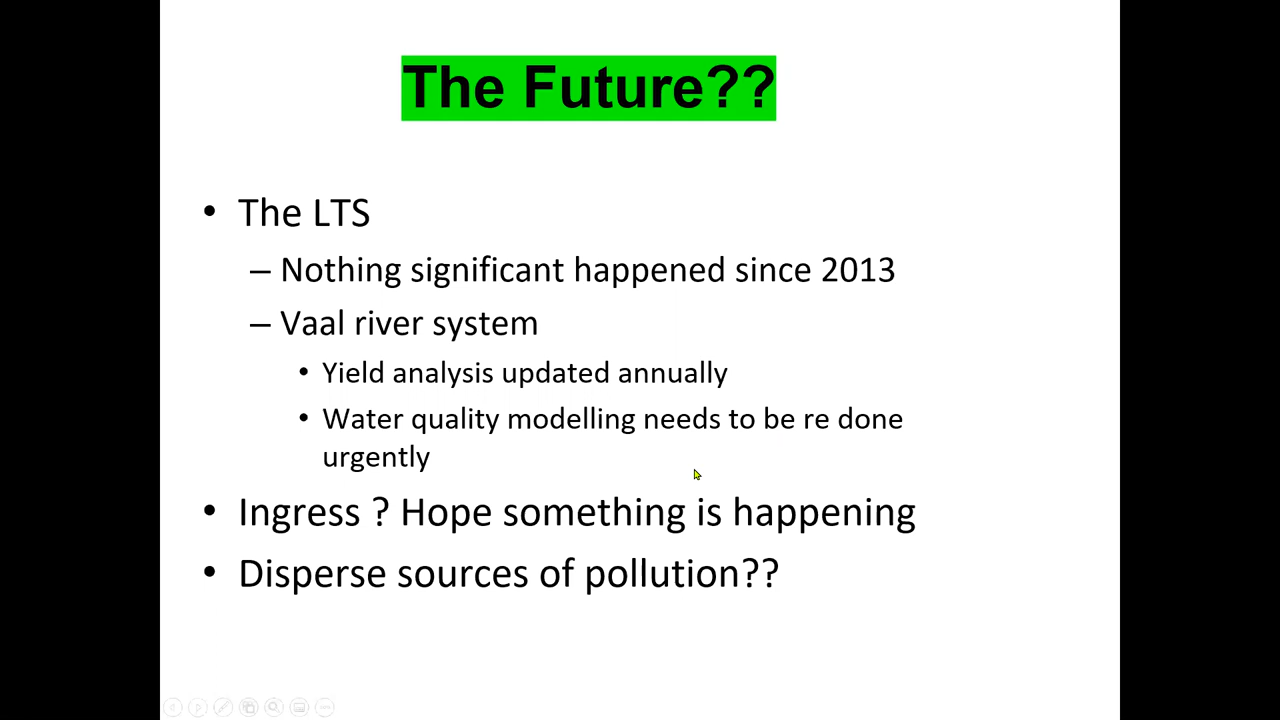 The Future??
• The LTS
– Nothing significant happened since 2013
– Vaal river system
• Yield analysis updated annually
• Water quality modelling needs to be re done
urgently
• Ingress ? Hope something is happening
• Disperse sources of pollution??